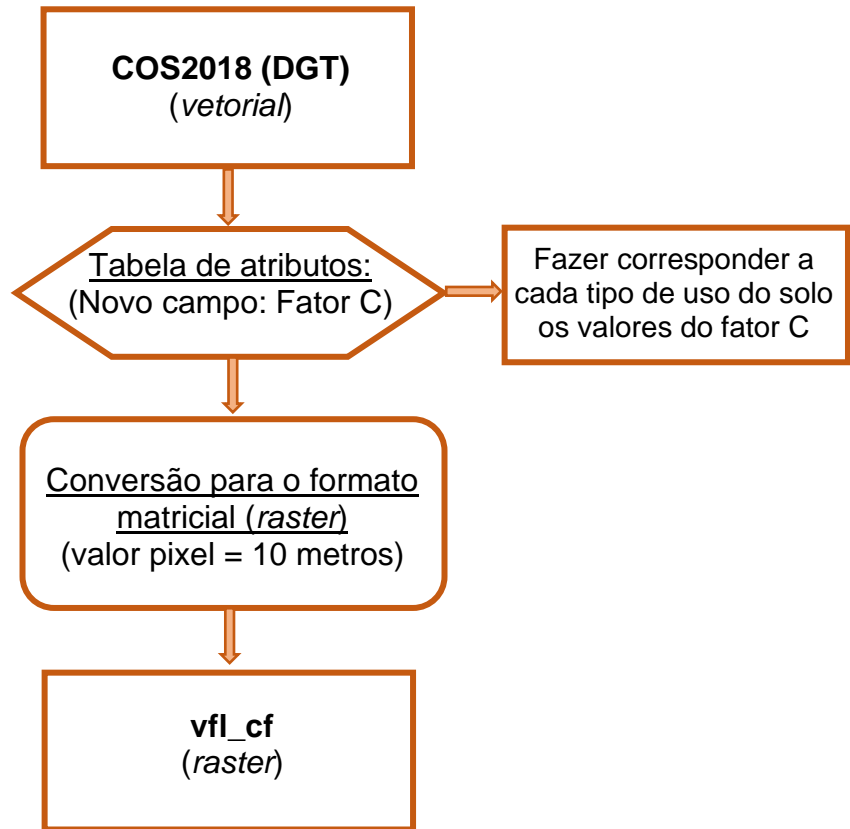 COS2018 (DGT)
(vetorial)
Tabela de atributos:
(Novo campo: Fator C)
Fazer corresponder a
cada tipo de uso do solo
os valores do fator C
Conversão para o formato
matricial (raster)
(valor pixel = 10 metros)
vfl_cf
(raster)